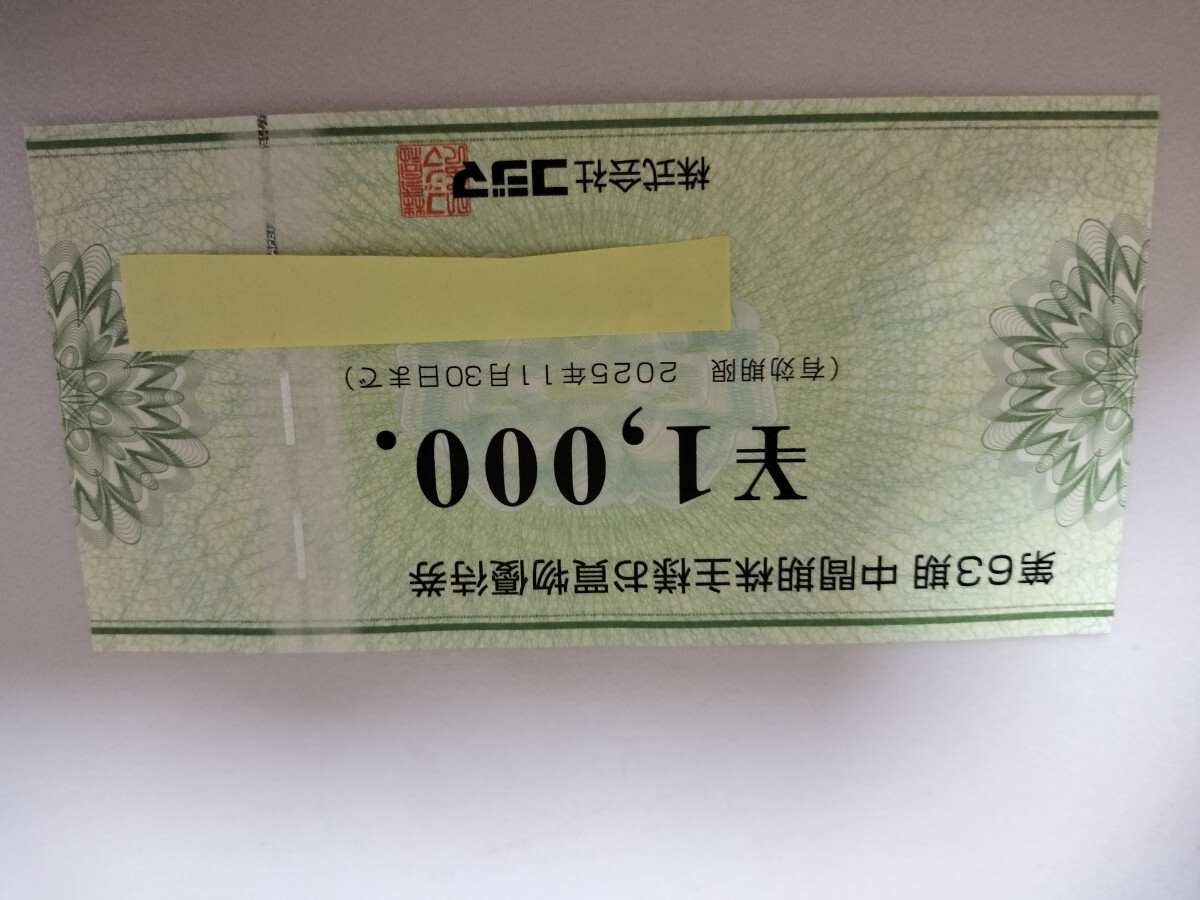 第63期 中間期株主様お買物優待券
¥1,000.
（有効期限 2025年11月30日まで）
株式会社コジマ